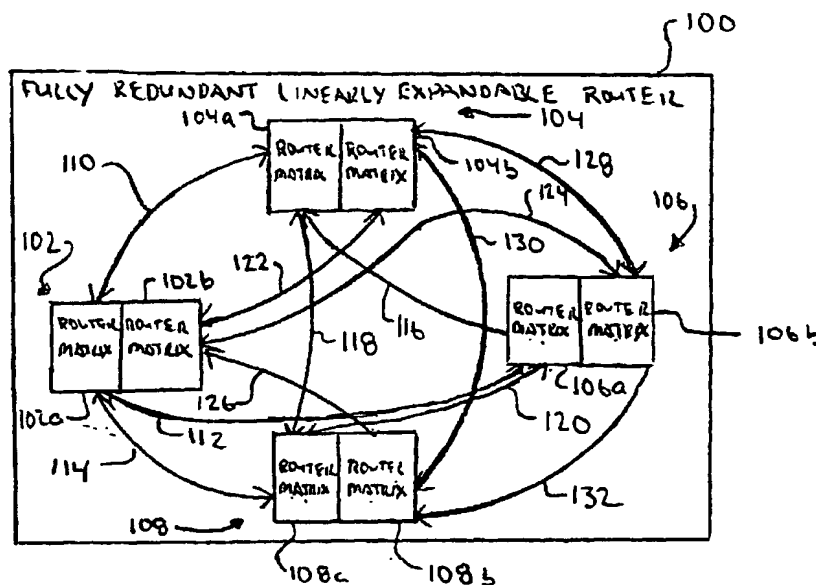 100
FULLY REDUNDANT LINEARLY EXPANDABLE ROUTER
104a
104
ROUTER MATRIX
ROUTER MATRIX
104b
128
110
124
106
130
102
102b
122
116
118
ROUTER MATRIX
ROUTER MATRIX
ROUTER MATRIX
ROUTER MATRIX
106b
106a
126
102a
112
120
114
ROUTER MATRIX
ROUTER MATRIX
132
108
108a
108b